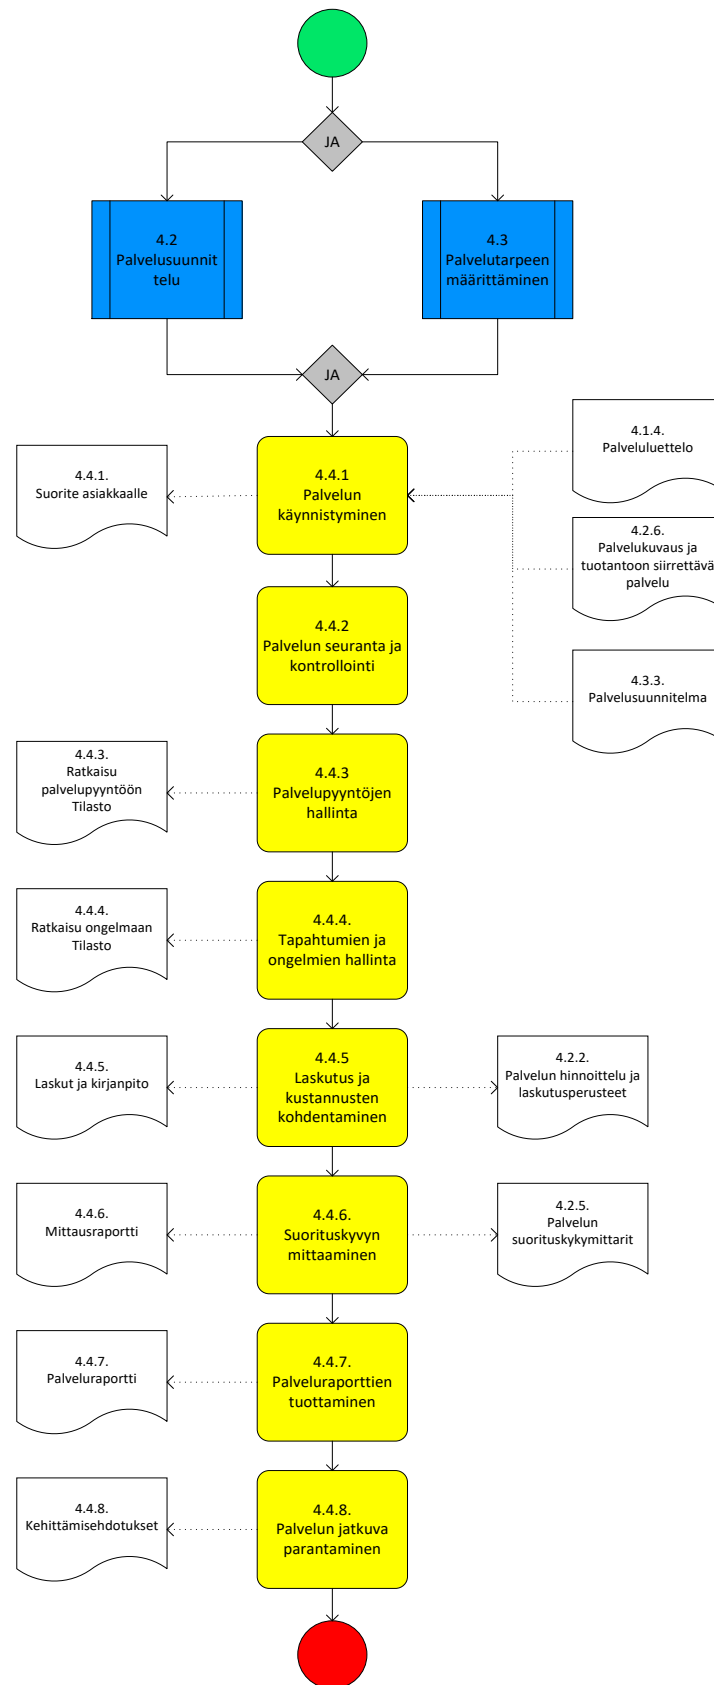 JA
4.2
Palvelusuunnit
telu
4.3
Palvelutarpeen
määrittäminen
JA
4.4.1.
Suorite asiakkaalle
4.4.1
Palvelun
käynnistyminen
4.1.4.
Palveluluettelo
4.2.6.
Palvelukuvaus ja
tuotantoon siirrettävä
palvelu
4.4.2
Palvelun seuranta ja
kontrollointi
4.3.3.
Palvelusuunnitelma
4.4.3.
Ratkaisu
palvelupyyntöön
Tilasto
4.4.3
Palvelupyyntöjen
hallinta
4.4.4.
Ratkaisu ongelmaan
Tilasto
4.4.4.
Tapahtumien ja
ongelmien hallinta
4.4.5.
Laskut ja kirjanpito
4.4.5
Laskutus ja
kustannusten
kohdentaminen
4.2.2.
Palvelun hinnoittelu ja
laskutusperusteet
4.4.6.
Mittausraportti
4.4.6.
Suorituskyvyn
mittaaminen
4.2.5.
Palvelun
suorituskykymittarit
4.4.7.
Palveluraportti
4.4.7.
Palveluraporttien
tuottaminen
4.4.8.
Kehittämisehdotukset
4.4.8.
Palvelun jatkuva
parantaminen